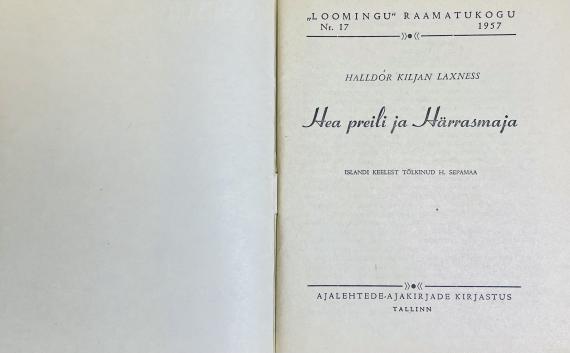 „LOOMINGU“ RAAMATUKOGU
Nr. 17 1957
HALLDÓR KILJAN LAXNESS
Hea preili ja Härrasmaja
ISLANDI KEELEST TÕLKINUD H. SEPAMAA
AJALEHTEDE-AJAKIRJADE KIRJASTUS
TALLINN